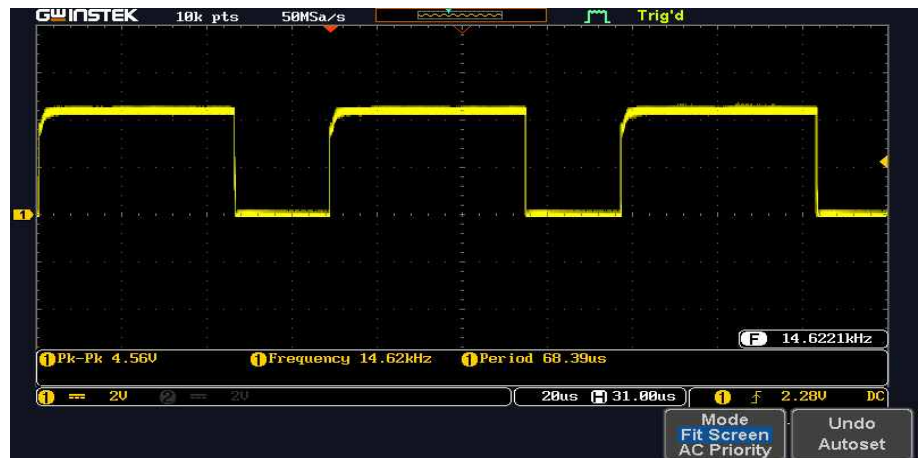 GWINSTEK 10k pts 50MSa/s Trig'd
1
F 14.6221kHz
1 Pk-Pk 4.56V 1 Frequency 14.62kHz 1 Period 68.39us
1 2V 2 2V 20us H 31.00us 1 2.28V DC
Mode
Fit Screen
AC Priority
Undo
Autoset